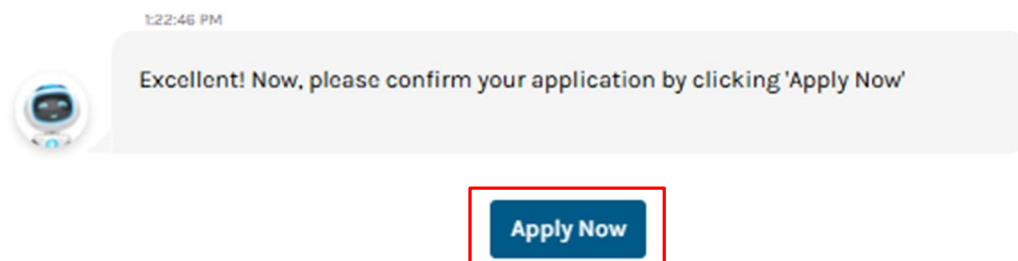 1:22:46 PM
Excellent! Now, please confirm your application by clicking 'Apply Now'
Apply Now